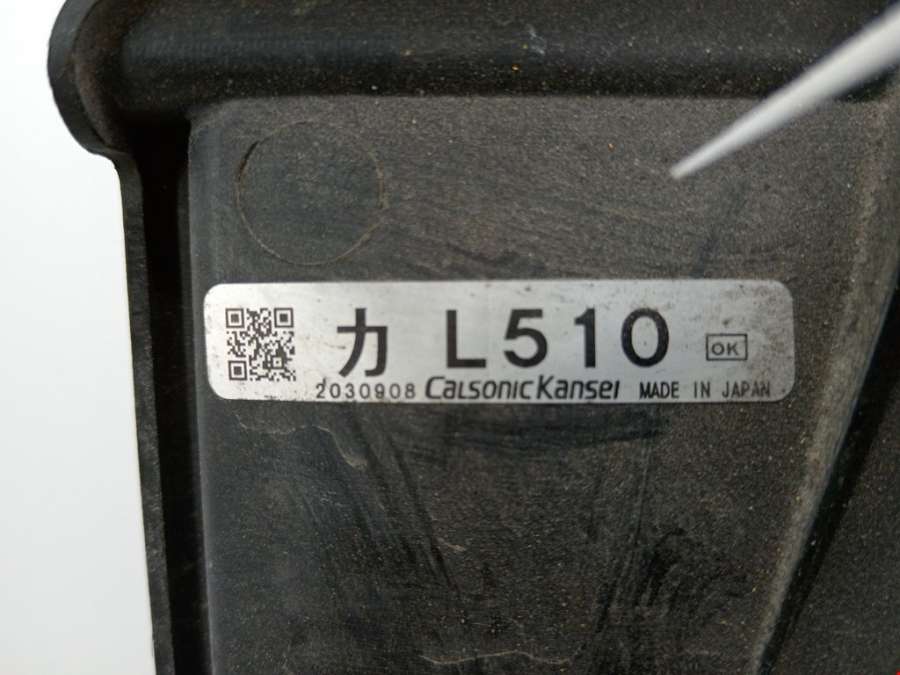 カ L510 OK
2030908 CalsonicKansei MADE IN JAPAN